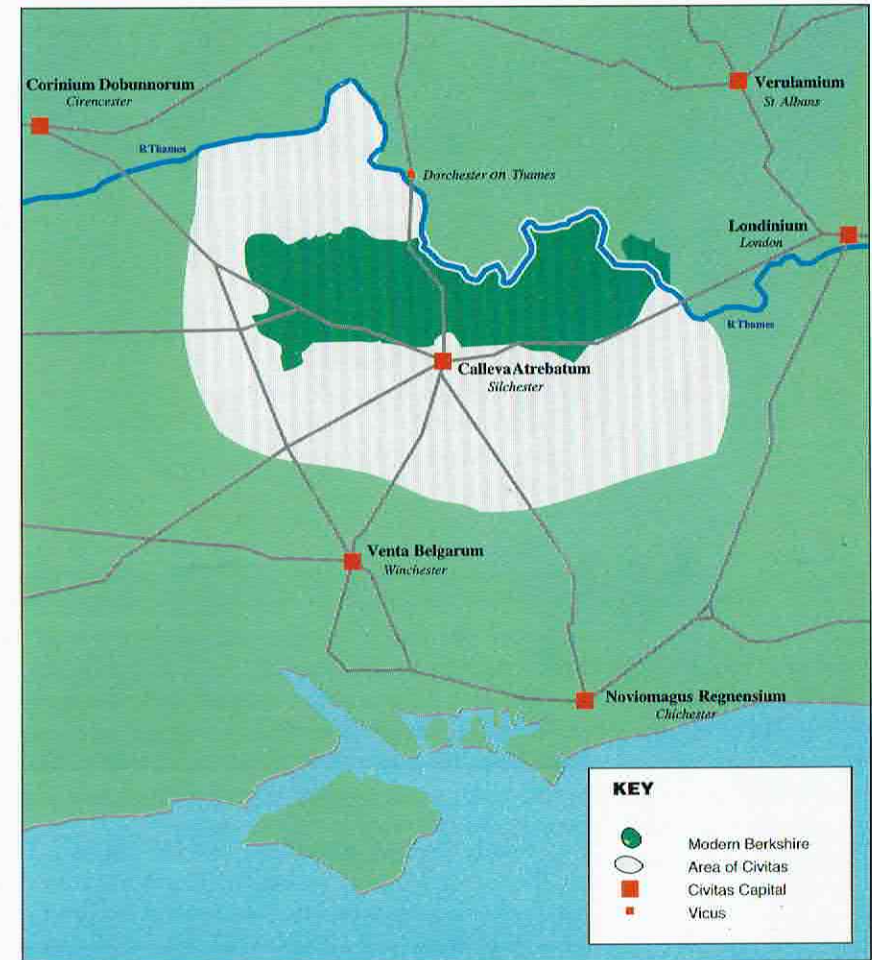 Corinium Dobunnorum
Cirencester
Verulamium
St Albans
R Thames
Dorchester on Thames
Londinium
London
R Thames
Calleva Atrebatum
Silchester
Venta Belgarum
Winchester
Noviomagus Regnensium
Chichester
KEY
Modern Berkshire
Area of Civitas
Civitas Capital
Vicus